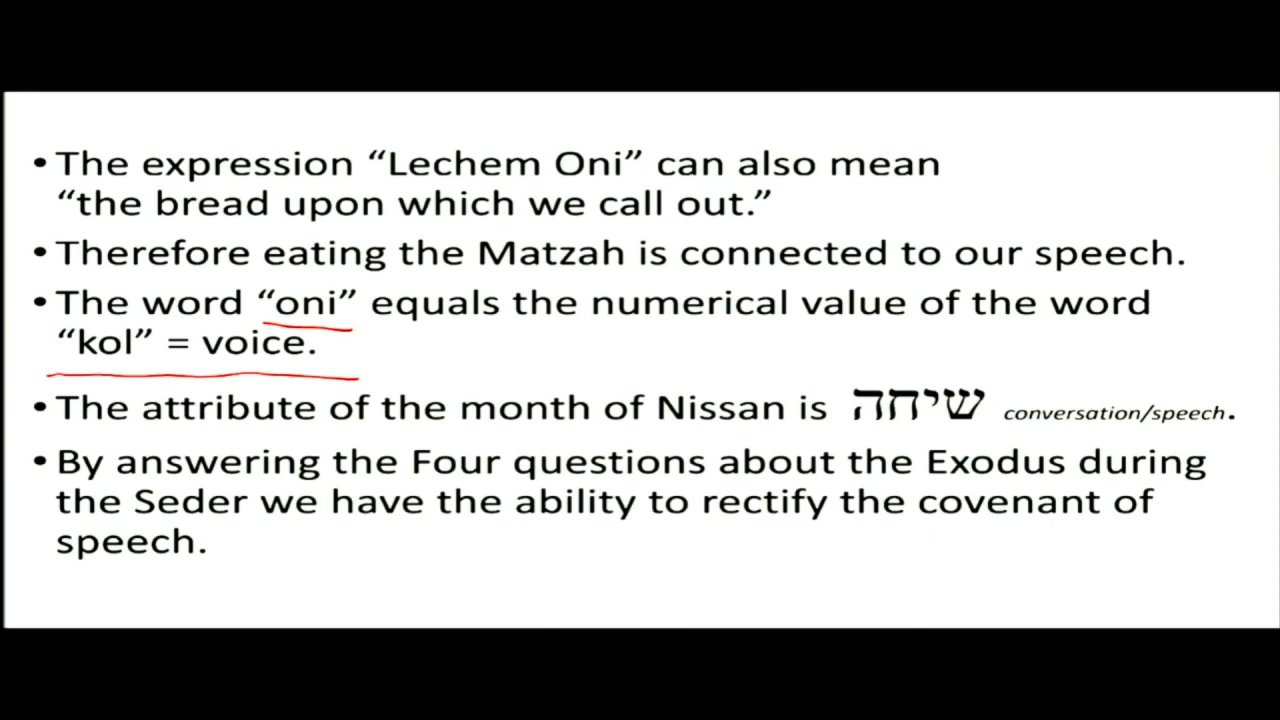 • The expression “Lechem Oni” can also mean
“the bread upon which we call out.”
• Therefore eating the Matzah is connected to our speech.
• The word “oni” equals the numerical value of the word
“kol” = voice.
• The attribute of the month of Nissan is שיחה conversation/speech.
• By answering the Four questions about the Exodus during
the Seder we have the ability to rectify the covenant of
speech.